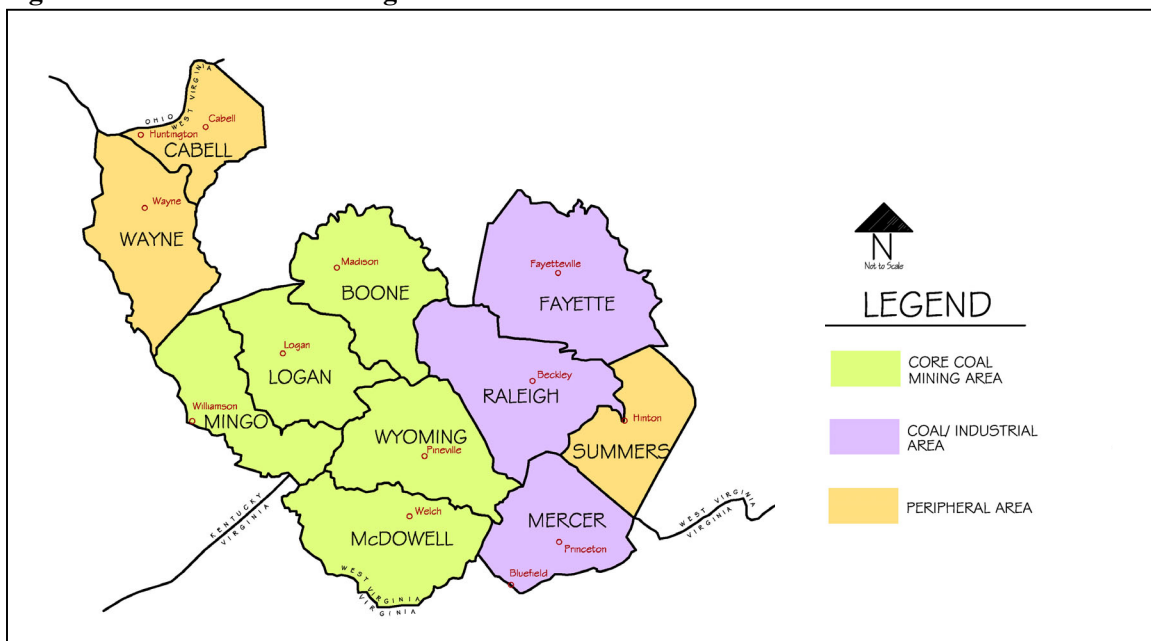 OHIO
WEST VIRGINIA
Cabell
Huntington
CABELL
Wayne
WAYNE
Madison
BOONE
Fayetteville
FAYETTE
N
Not to Scale
LEGEND
Logan
LOGAN
Beckley
RALEIGH
CORE COAL
MINING AREA
Williamson
MINGO
WYOMING
Pineville
Hinton
SUMMERS
COAL/ INDUSTRIAL
AREA
KENTUCKY
VIRGINIA
Welch
McDOWELL
WEST VIRGINIA
VIRGINIA
MERCER
Princeton
Bluefield
WEST VIRGINIA
VIRGINIA
PERIPHERAL AREA